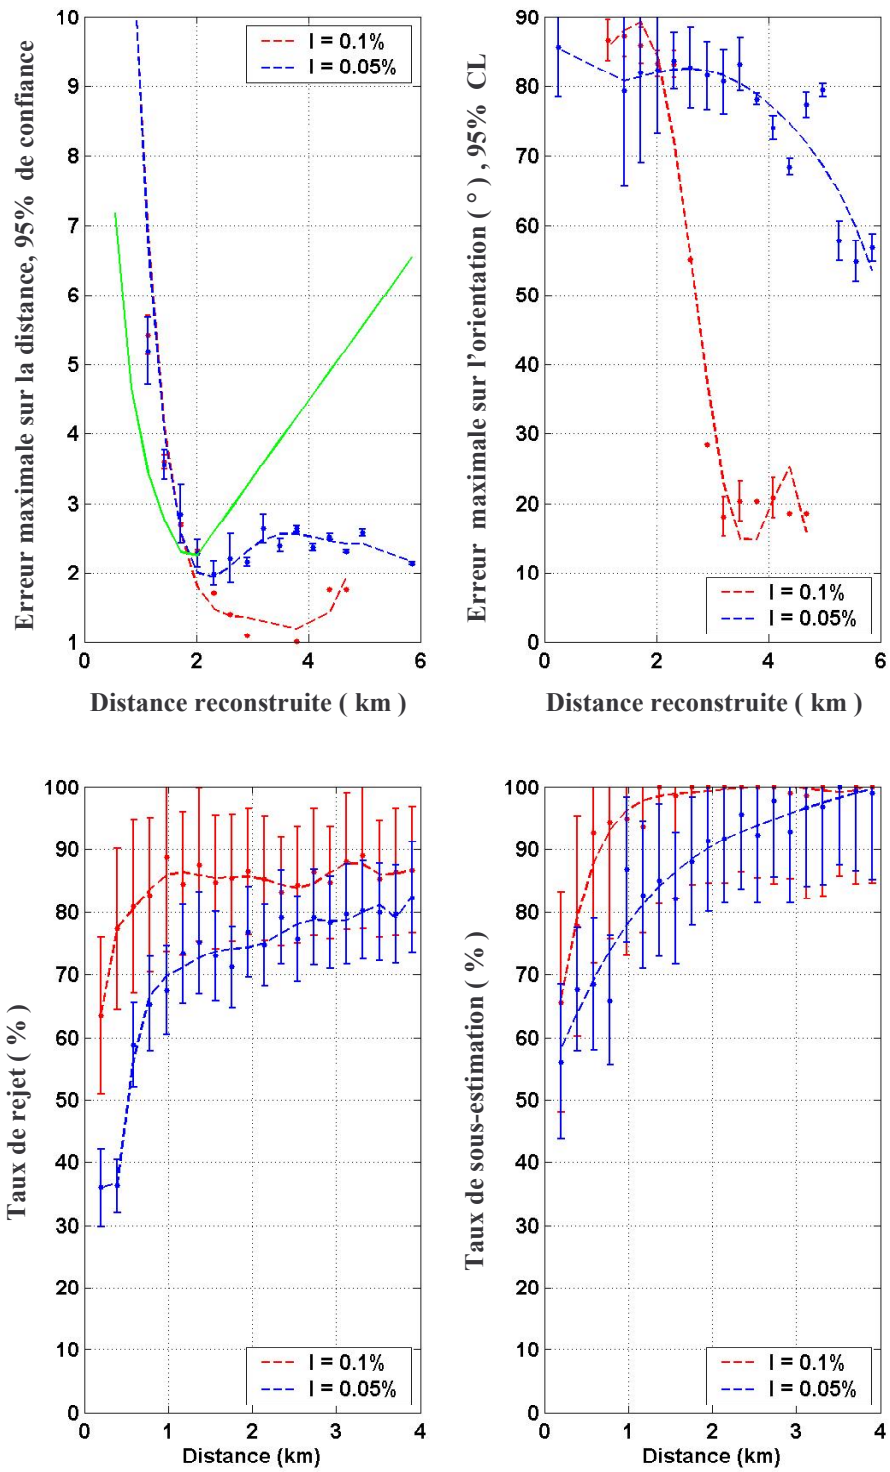 Erreur maximale sur la distance, 95% de confiance
10
9
8
7
6
5
4
3
2
1
0 2 4 6
I = 0.1%
I = 0.05%
Distance reconstruite ( km )
Erreur maximale sur l'orientation ( ° ) , 95% CL
90
80
70
60
50
40
30
20
10
0
0 2 4 6
I = 0.1%
I = 0.05%
Distance reconstruite ( km )
Taux de rejet ( % )
100
90
80
70
60
50
40
30
20
10
0
0 1 2 3 4
I = 0.1%
I = 0.05%
Distance (km)
Taux de sous-estimation ( % )
100
90
80
70
60
50
40
30
20
10
0
0 1 2 3 4
I = 0.1%
I = 0.05%
Distance (km)